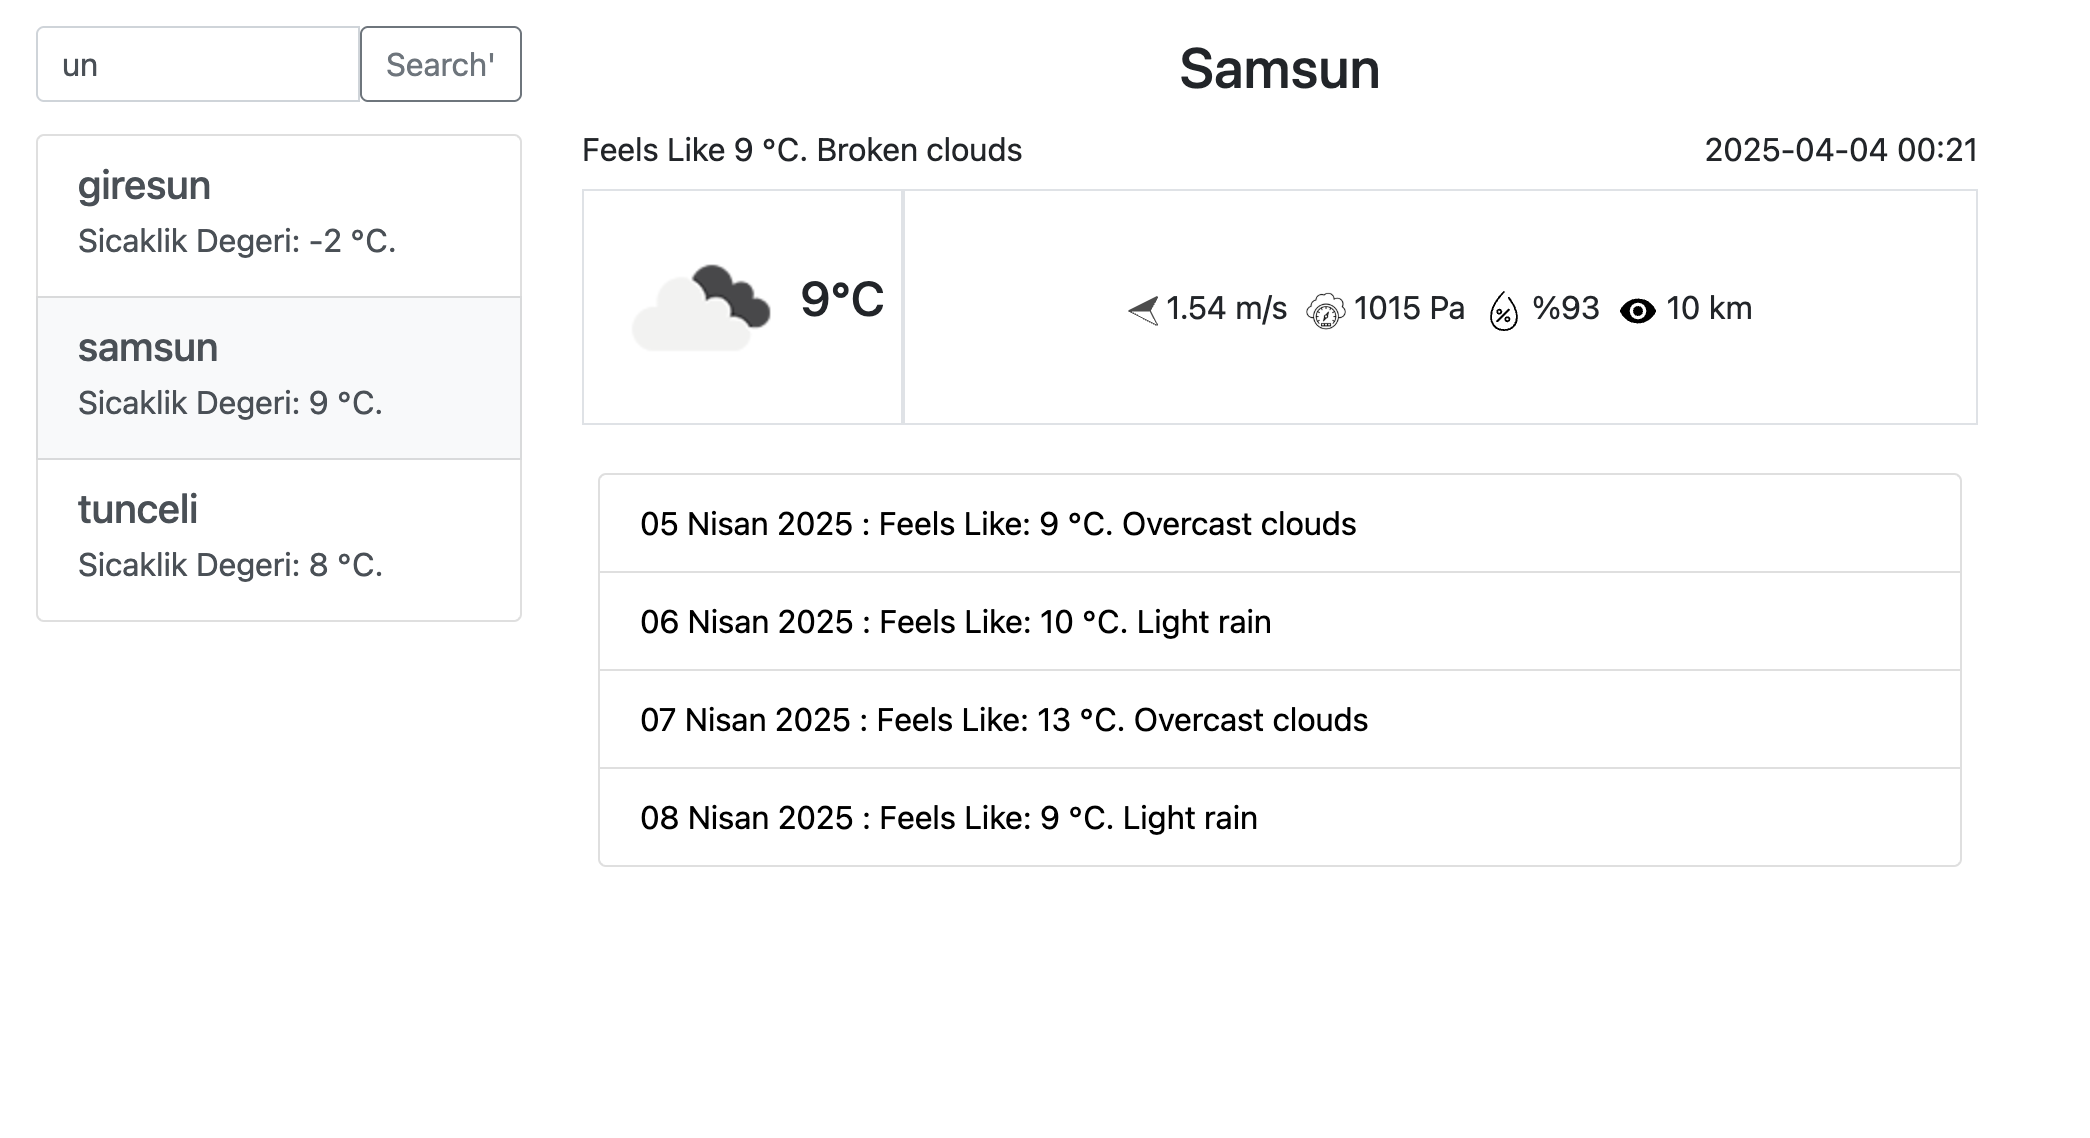 un
Search'
giresun
Sicaklik Degeri: -2 °C.
samsun
Sicaklik Degeri: 9 °C.
tunceli
Sicaklik Degeri: 8 °C.
Samsun
Feels Like 9 °C. Broken clouds
2025-04-04 00:21
9°C
1.54 m/s 1015 Pa %93 10 km
05 Nisan 2025 : Feels Like: 9 °C. Overcast clouds
06 Nisan 2025 : Feels Like: 10 °C. Light rain
07 Nisan 2025 : Feels Like: 13 °C. Overcast clouds
08 Nisan 2025 : Feels Like: 9 °C. Light rain